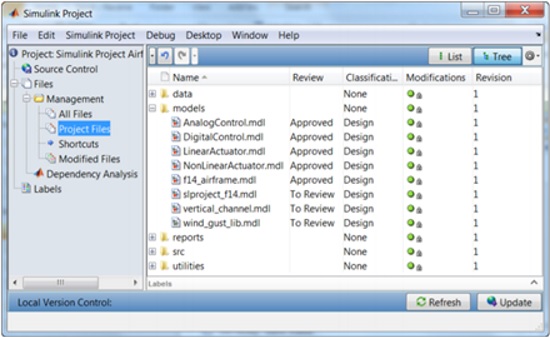 Simulink Project
File Edit Simulink Project Debug Desktop Window Help
Project: Simulink Project Airf
Source Control
Files
Management
All Files
Project Files
Shortcuts
Modified Files
Dependency Analysis
Labels
List Tree
Name Review Classificati... Modifications Revision
data None 1
models None 1
AnalogControl.mdl Approved Design 1
DigitalControl.mdl Approved Design 1
LinearActuator.mdl Approved Design 1
NonLinearActuator.mdl Approved Design 1
f14_airframe.mdl Approved Design 1
slproject_f14.mdl To Review Design 1
vertical_channel.mdl To Review Design 1
wind_gust_lib.mdl To Review Design 1
reports None 1
src None 1
utilities None 1
Labels
Local Version Control: Refresh Update